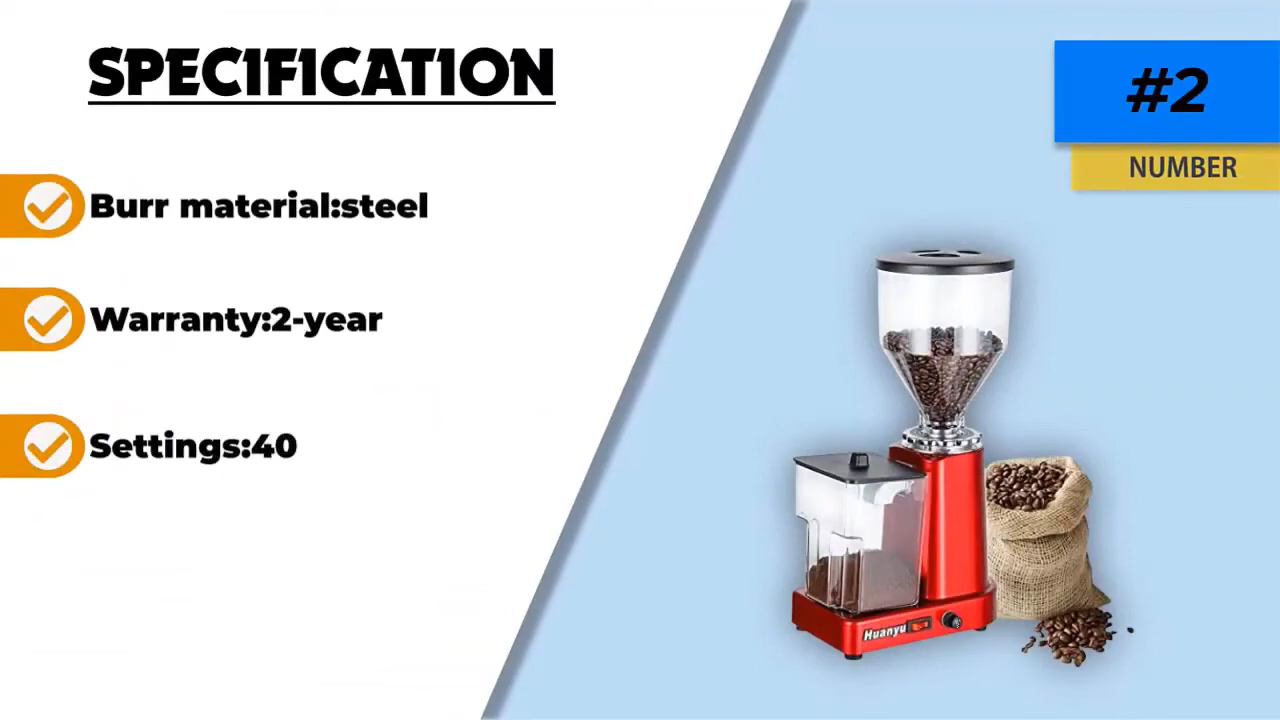 SPECIFICATION
#2
NUMBER
Burr material:steel
Warranty:2-year
Settings:40
Huanyu